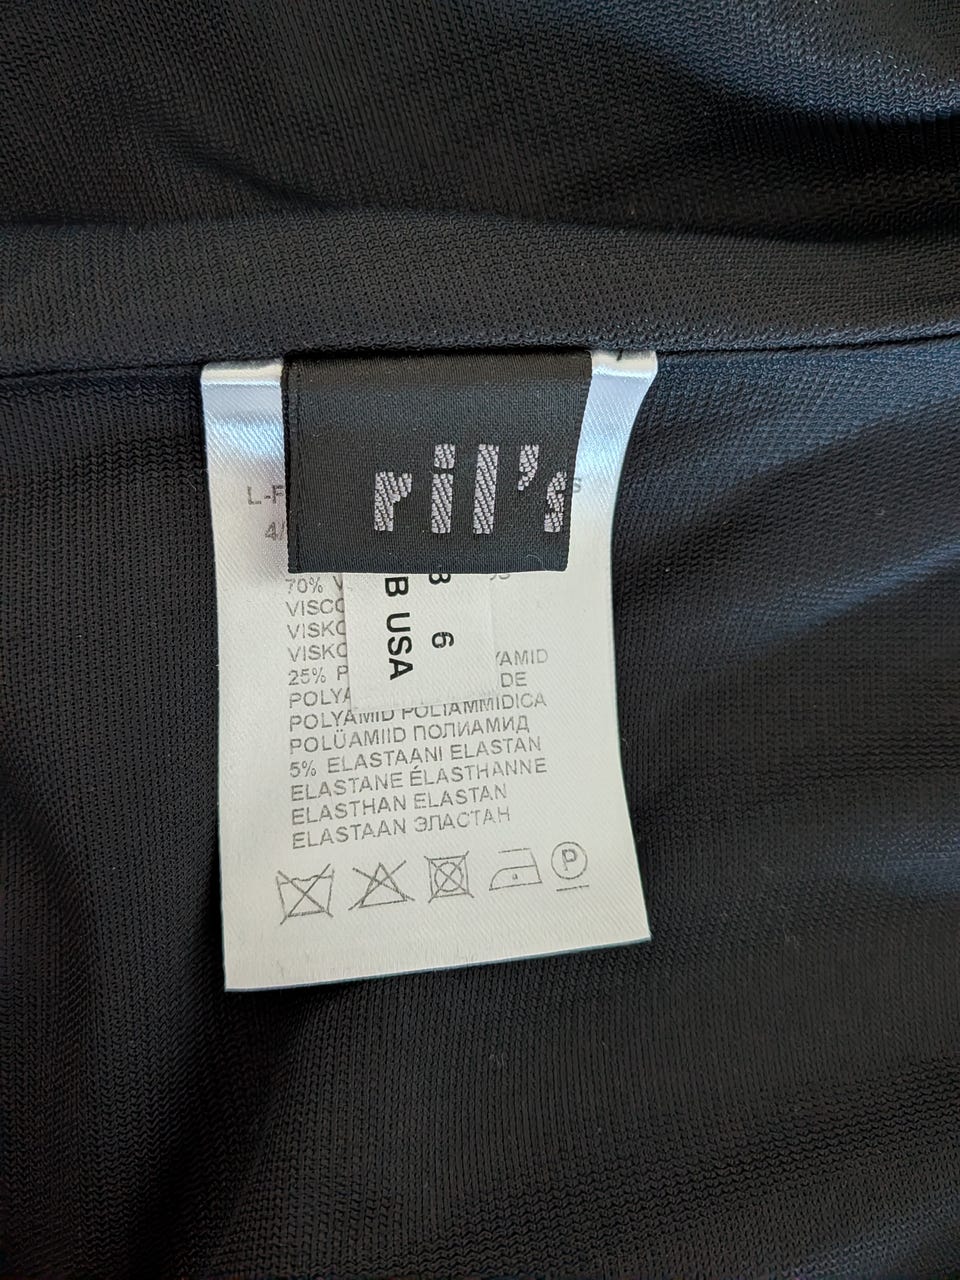 ril's
L-F
S
4/
B USA
6
70% V
VISCO
VISKO
VISKO
25% P YAMID
POLYA DE
POLYAMID POLIAMMIDICA
POLÜAMIID ПОЛИАМИД
5% ELASTAANI ELASTAN
ELASTANE ÉLASTHANNE
ELASTHAN ELASTAN
ELASTAAN ЭЛАСТАН
P